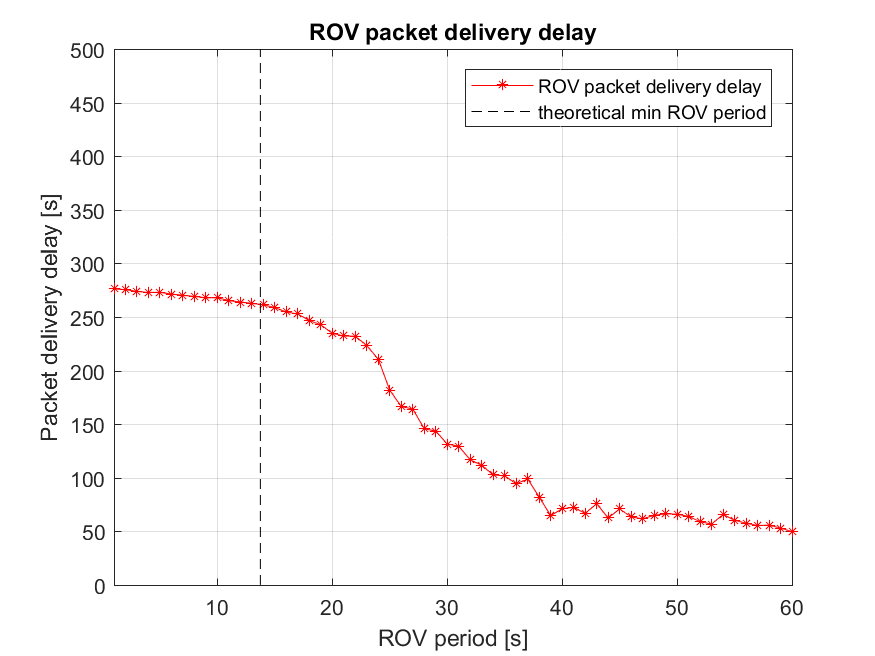 ROV packet delivery delay
500
450
400
350
300
250
200
150
100
50
0
Packet delivery delay [s]
ROV packet delivery delay
theoretical min ROV period
10 20 30 40 50 60
ROV period [s]